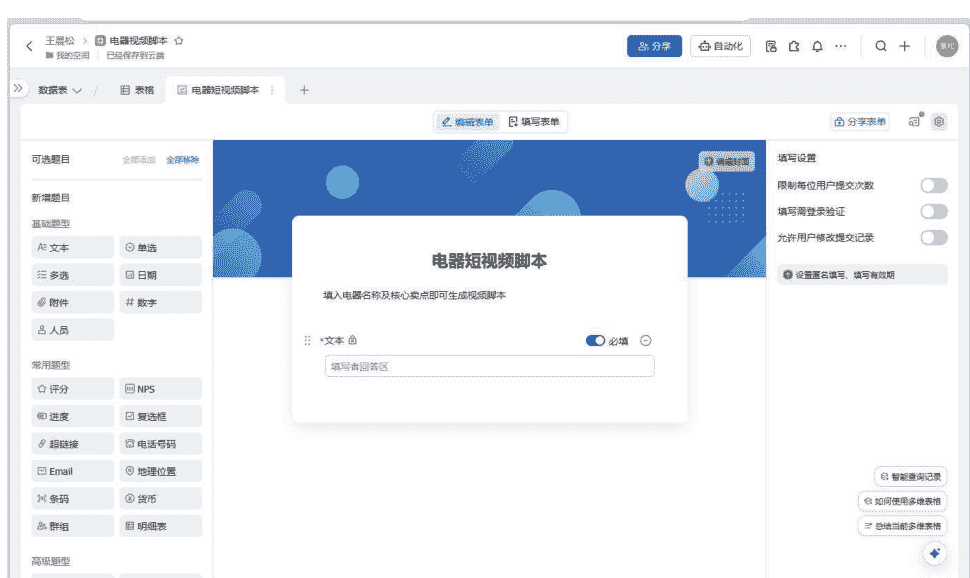 王晨松 > 电器视频脚本
我的空间 | 已经保存到云端
分享
自动化
数据表 / 表格 电器短视频脚本
编辑表单 填写表单
分享表单
可选题目 全部添加 全部移除
新增题目
基础题型
文本 单选
多选 日期
附件 数字
人员
常用题型
评分 NPS
进度 复选框
超链接 电话号码
Email 地理位置
条码 货币
群组 明细表
高级题型
编辑封面
电器短视频脚本
填入电器名称及核心卖点即可生成视频脚本
*文本 必填
填写者回答区
填写设置
限制每位用户提交次数
填写需登录验证
允许用户修改提交记录
设置匿名填写、填写有效期
智能查询记录
如何使用多维表格
总结当前多维表格